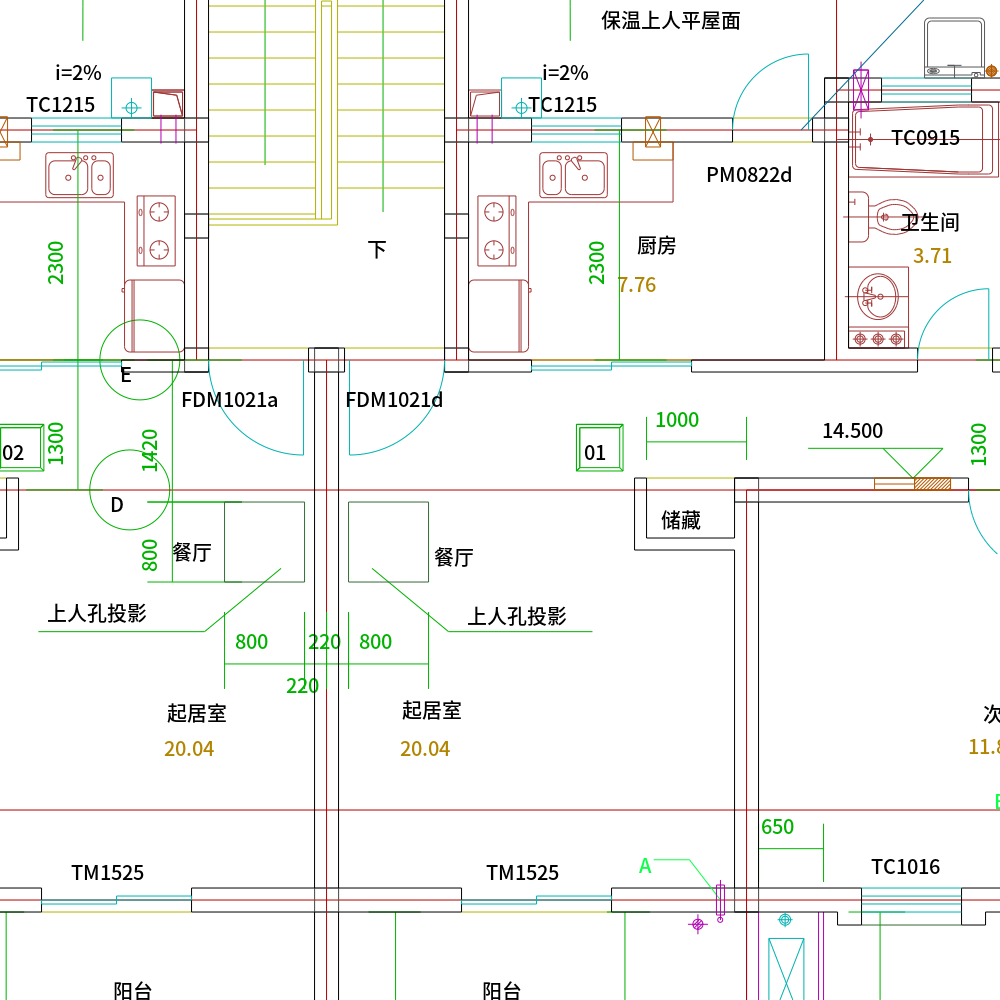 保温上人平屋面
i=2%
i=2%
TC1215
TC1215
TC0915
PM0822d
卫生间
3.71
下
厨房
7.76
2300
2300
E
FDM1021a
FDM1021d
02
1300
1420
01
1000
14.500
1300
D
储藏
800
餐厅
餐厅
上人孔投影
上人孔投影
800
220
800
220
起居室
起居室
次
20.04
20.04
11.8
650
A
TM1525
TM1525
TC1016
阳台
阳台